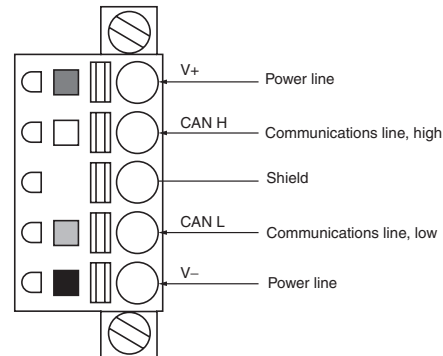 V+
Power line
CAN H
Communications line, high
Shield
CAN L
Communications line, low
V–
Power line